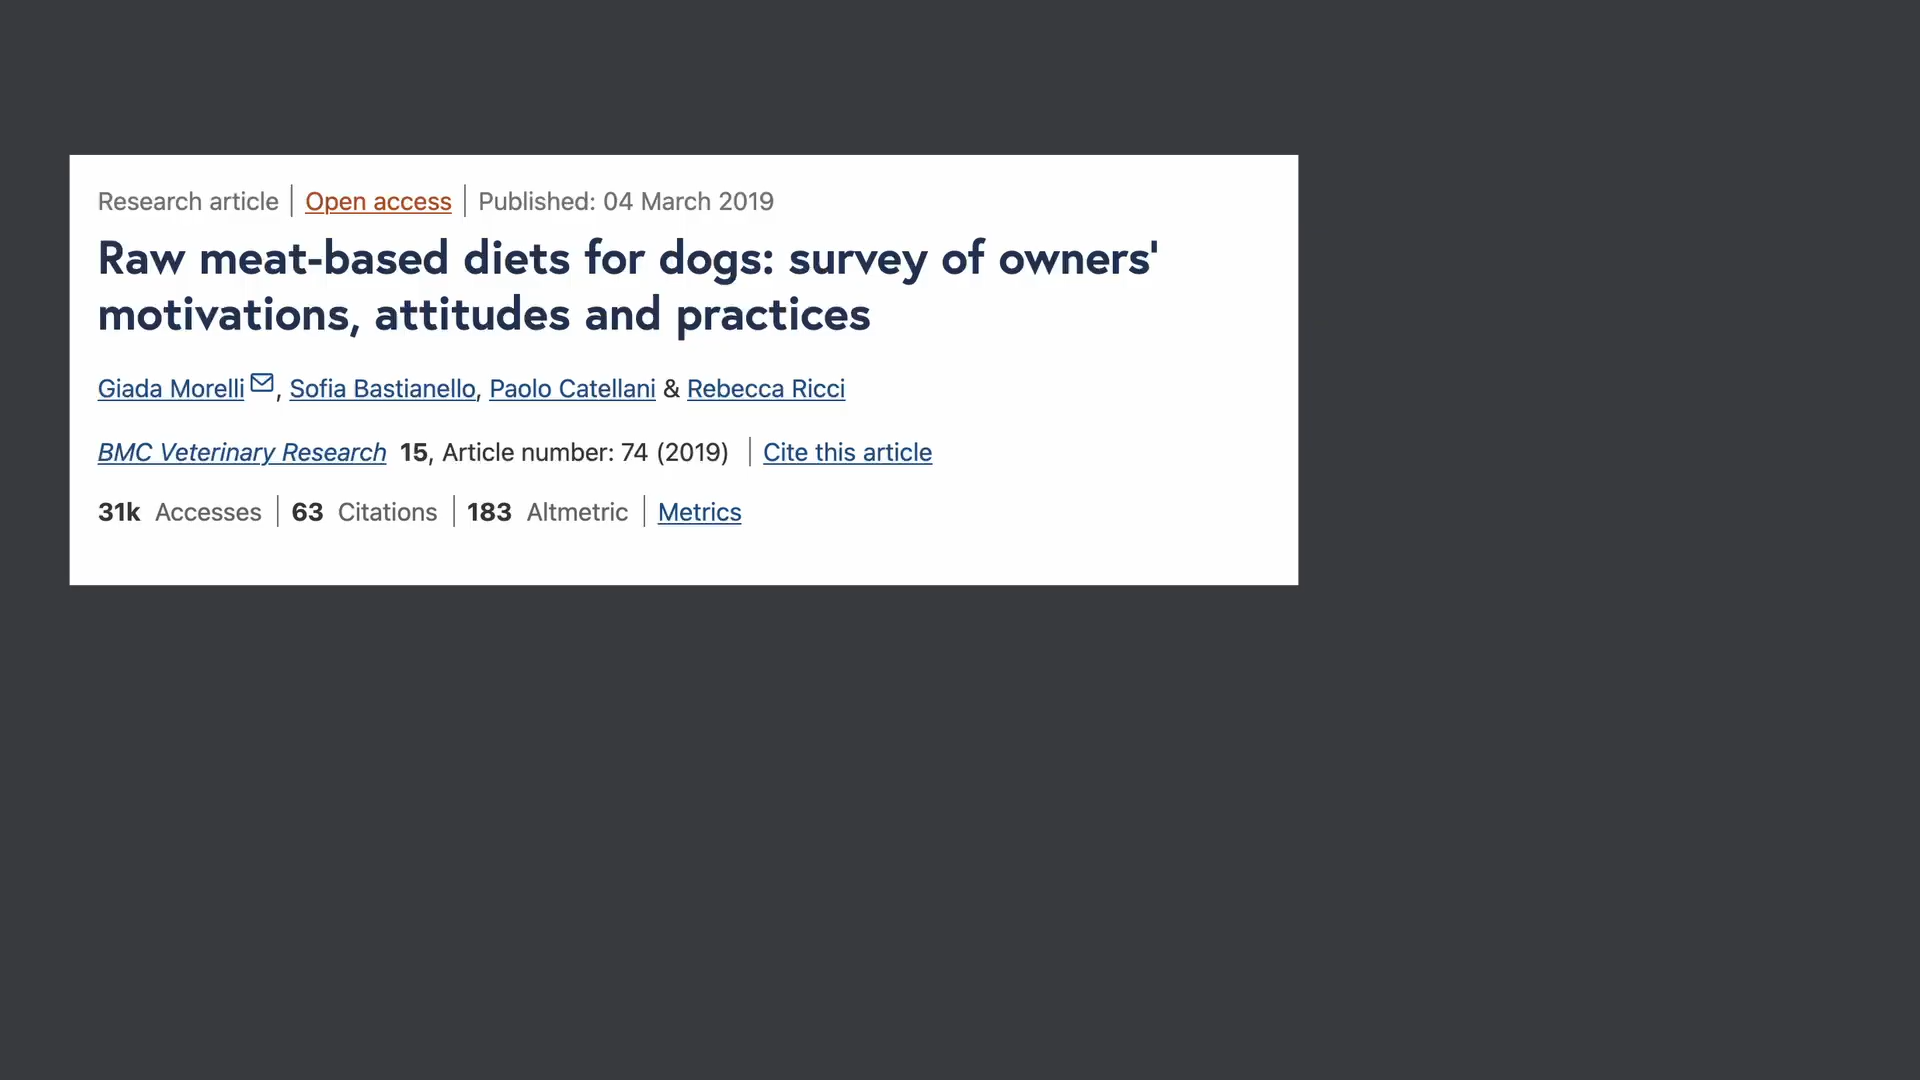 Research article | Open access | Published: 04 March 2019
Raw meat-based diets for dogs: survey of owners'
motivations, attitudes and practices
Giada Morelli, Sofia Bastianello, Paolo Catellani & Rebecca Ricci
BMC Veterinary Research 15, Article number: 74 (2019) | Cite this article
31k Accesses | 63 Citations | 183 Altmetric | Metrics